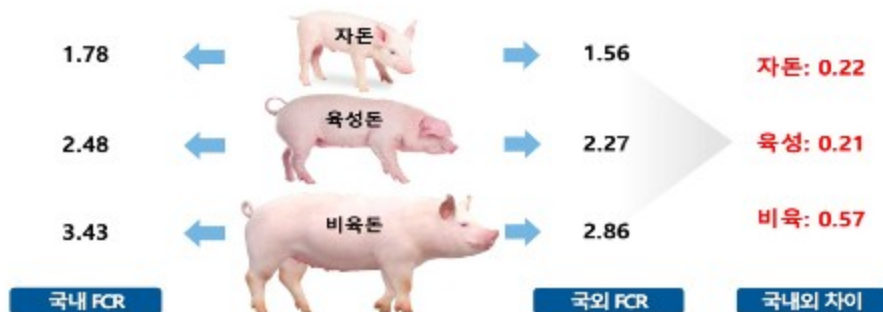 자돈
1.78
1.56
자돈: 0.22
육성돈
2.48
2.27
육성: 0.21
비육돈
3.43
2.86
비육: 0.57
국내 FCR
국외 FCR
국내외 차이